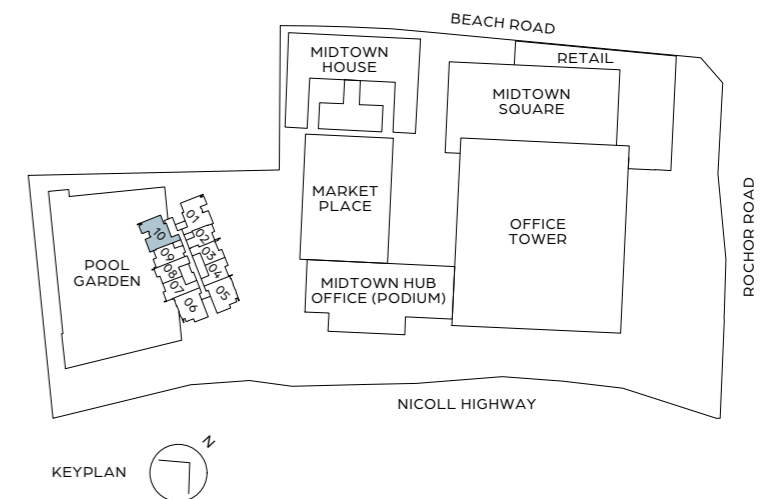 BEACH ROAD
MIDTOWN
HOUSE
RETAIL
MIDTOWN
SQUARE
MARKET
PLACE
OFFICE
TOWER
ROCHOR ROAD
01
02
03
04
05
10
09
08
07
06
POOL
GARDEN
MIDTOWN HUB
OFFICE (PODIUM)
NICOLL HIGHWAY
N
KEYPLAN